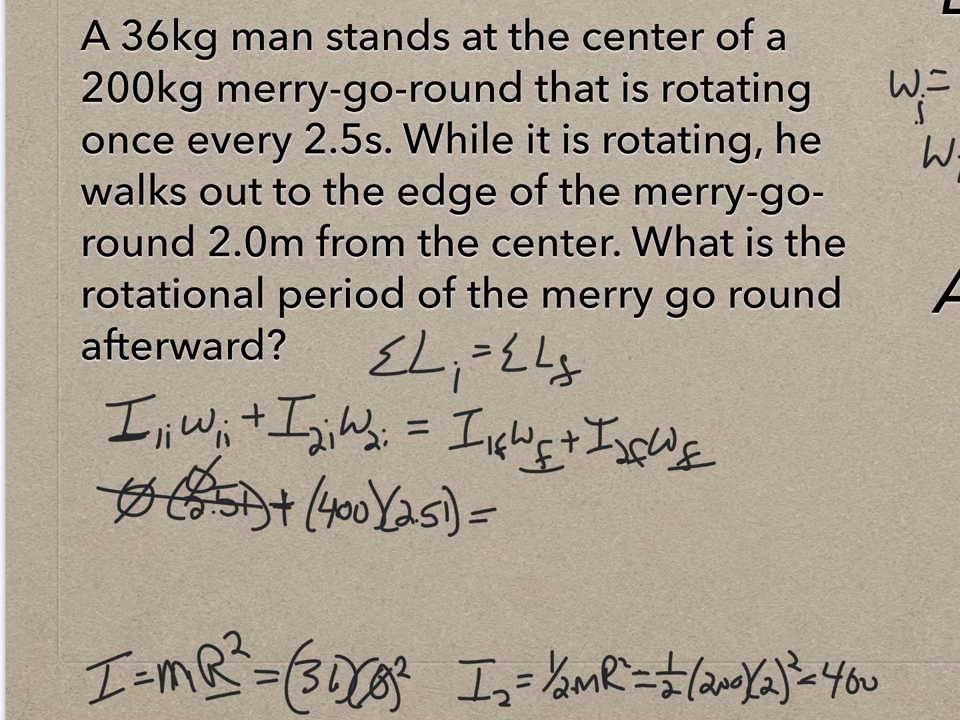 A 36kg man stands at the center of a
200kg merry-go-round that is rotating
once every 2.5s. While it is rotating, he
walks out to the edge of the merry-go-
round 2.0m from the center. What is the
rotational period of the merry go round
afterward?
ΣL_i = ΣL_f
I_1i ω_1i + I_2i ω_2i = I_1f ω_f + I_2f ω_f
0 (2.51) + (400)(2.51) =
I = mR² = (36)(0)² I_2 = 1/2 mR² = 1/2 (200)(2)² = 400
ω_i =